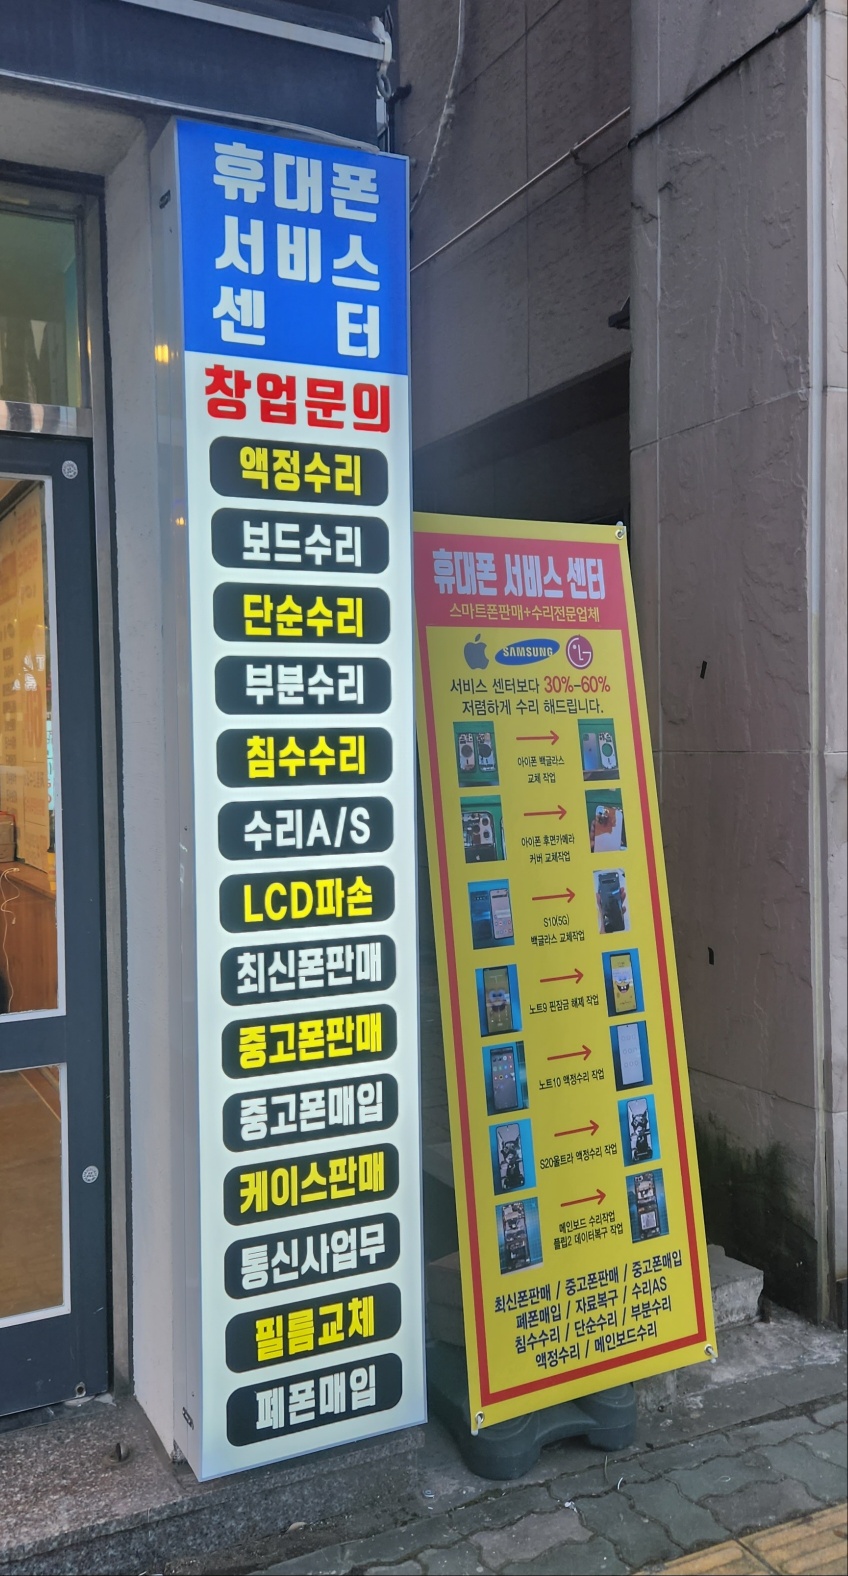 휴대폰
서비스
센 터
창업문의
액정수리
보드수리
단순수리
부분수리
침수수리
수리A/S
LCD파손
최신폰판매
중고폰판매
중고폰매입
케이스판매
통신사업무
필름교체
폐폰매입
휴대폰 서비스 센터
스마트폰판매+수리전문업체
SAMSUNG
LG
서비스 센터보다 30%-60%
저렴하게 수리 해드립니다.
아이폰 백글라스
교체 작업
아이폰 후면카메라
커버 교체작업
S10(5G)
백글라스 교체작업
노트9 핀잠금 해제 작업
노트10 액정수리 작업
S20울트라 액정수리 작업
메인보드 수리작업
플립2 데이터복구 작업
최신폰판매 / 중고폰판매 / 중고폰매입
폐폰매입 / 자료복구 / 수리AS
침수수리 / 단순수리 / 부분수리
액정수리 / 메인보드수리